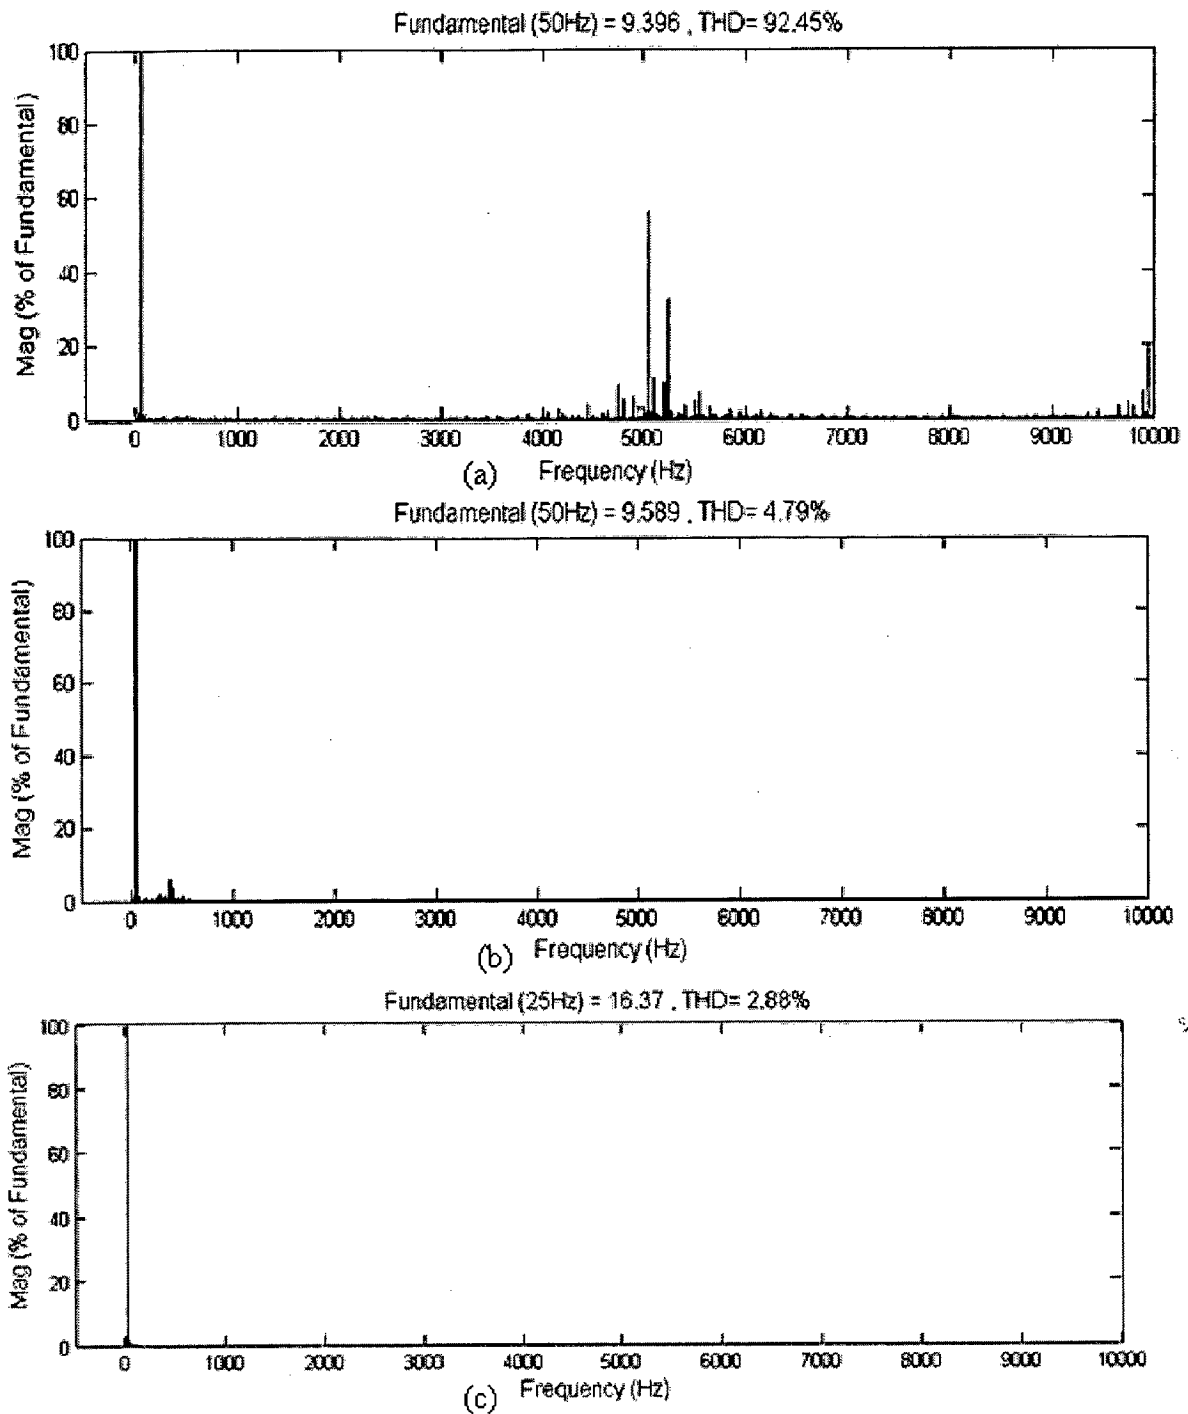 Fundamental (50Hz) = 9.396 , THD= 92.45%
100
80
60
40
20
0
Mag (% of Fundamental)
0 1000 2000 3000 4000 5000 6000 7000 8000 9000 10000
(a) Frequency (Hz)
Fundamental (50Hz) = 9.589 , THD= 4.79%
100
80
60
40
20
0
Mag (% of Fundamental)
0 1000 2000 3000 4000 5000 6000 7000 8000 9000 10000
(b) Frequency (Hz)
Fundamental (25Hz) = 16.37 , THD= 2.88%
100
80
60
40
20
0
Mag (% of Fundamental)
0 1000 2000 3000 4000 5000 6000 7000 8000 9000 10000
(c) Frequency (Hz)